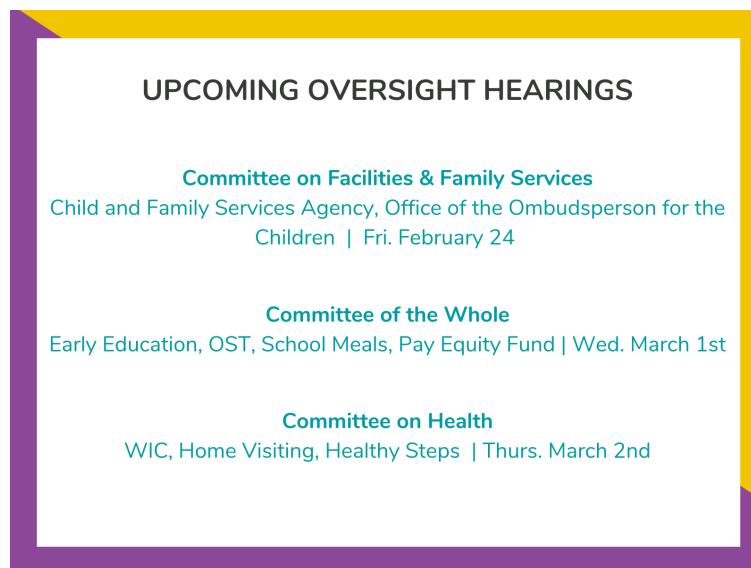 UPCOMING OVERSIGHT HEARINGS
Committee on Facilities & Family Services
Child and Family Services Agency, Office of the Ombudsperson for the
Children | Fri. February 24
Committee of the Whole
Early Education, OST, School Meals, Pay Equity Fund | Wed. March 1st
Committee on Health
WIC, Home Visiting, Healthy Steps | Thurs. March 2nd